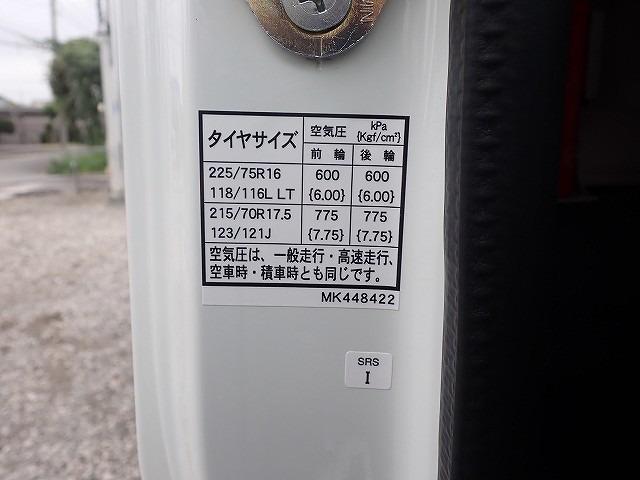 タイヤサイズ 空気圧 kPa {Kgf/cm²}
前輪 後輪
225/75R16 600 600
118/116L LT {6.00} {6.00}
215/70R17.5 775 775
123/121J {7.75} {7.75}
空気圧は、一般走行・高速走行、
空車時・積車時とも同じです。
MK448422
SRS
I